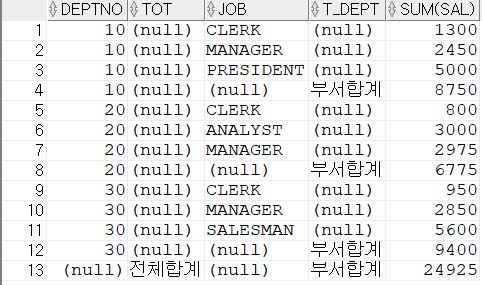 DEPTNO TOT JOB T_DEPT SUM(SAL)
1 10 (null) CLERK (null) 1300
2 10 (null) MANAGER (null) 2450
3 10 (null) PRESIDENT (null) 5000
4 10 (null) (null) 부서합계 8750
5 20 (null) CLERK (null) 800
6 20 (null) ANALYST (null) 3000
7 20 (null) MANAGER (null) 2975
8 20 (null) (null) 부서합계 6775
9 30 (null) CLERK (null) 950
10 30 (null) MANAGER (null) 2850
11 30 (null) SALESMAN (null) 5600
12 30 (null) (null) 부서합계 9400
13 (null) 전체합계 (null) 부서합계 24925